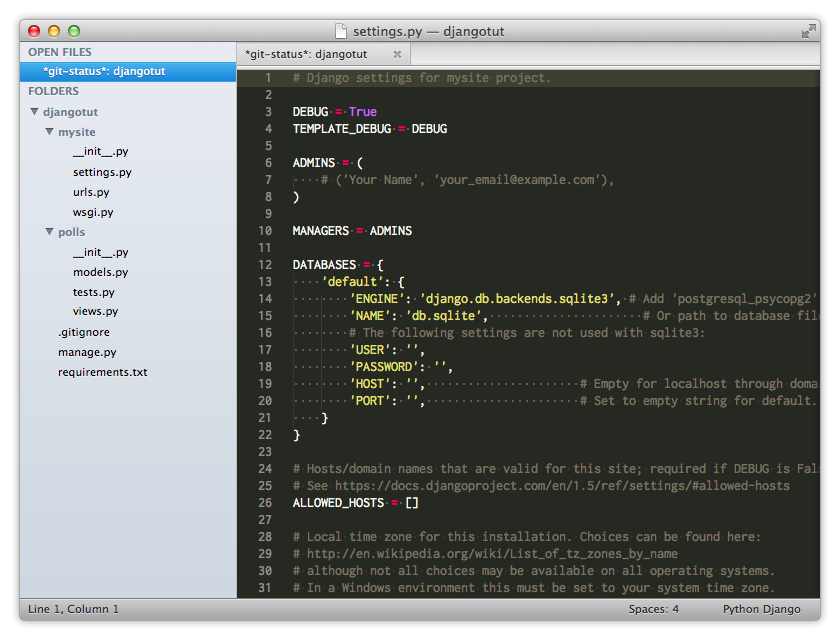 settings.py — djangotut
OPEN FILES
*git-status*: djangotut
FOLDERS
djangotut
mysite
__init__.py
settings.py
urls.py
wsgi.py
polls
__init__.py
models.py
tests.py
views.py
.gitignore
manage.py
requirements.txt
*git-status*: djangotut
1 # Django settings for mysite project.
2
3 DEBUG = True
4 TEMPLATE_DEBUG = DEBUG
5
6 ADMINS = (
7 # ('Your Name', 'your_email@example.com'),
8 )
9
10 MANAGERS = ADMINS
11
12 DATABASES = {
13 'default': {
14 'ENGINE': 'django.db.backends.sqlite3', # Add 'postgresql_psycopg2'
15 'NAME': 'db.sqlite', # Or path to database fil
16 # The following settings are not used with sqlite3:
17 'USER': '',
18 'PASSWORD': '',
19 'HOST': '', # Empty for localhost through doma
20 'PORT': '', # Set to empty string for default.
21 }
22 }
23
24 # Hosts/domain names that are valid for this site; required if DEBUG is Fal
25 # See https://docs.djangoproject.com/en/1.5/ref/settings/#allowed-hosts
26 ALLOWED_HOSTS = []
27
28 # Local time zone for this installation. Choices can be found here:
29 # http://en.wikipedia.org/wiki/List_of_tz_zones_by_name
30 # although not all choices may be available on all operating systems.
31 # In a Windows environment this must be set to your system time zone.
Line 1, Column 1
Spaces: 4
Python Django